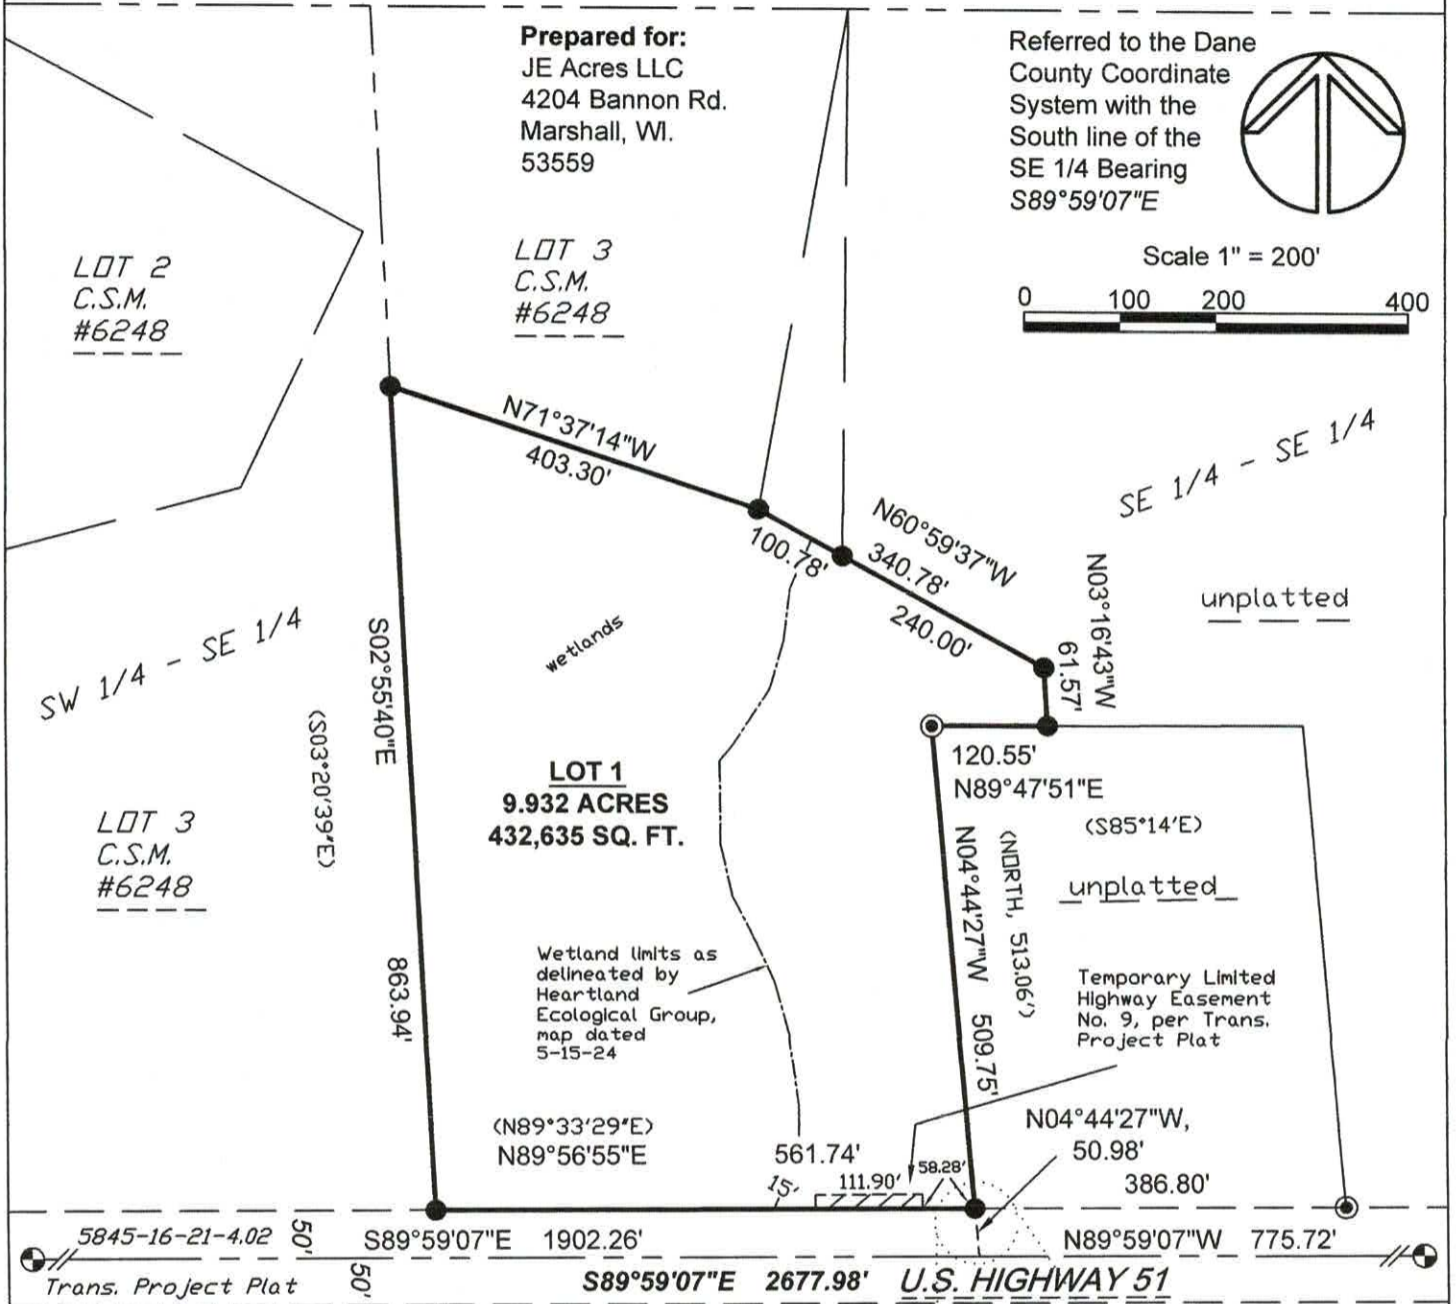 Prepared for:
JE Acres LLC
4204 Bannon Rd.
Marshall, WI.
53559
Referred to the Dane
County Coordinate
System with the
South line of the
SE 1/4 Bearing
S89°59'07"E
Scale 1" = 200'
0 100 200 400
LOT 2
C.S.M.
#6248
LOT 3
C.S.M.
#6248
N71°37'14"W
403.30'
100.78'
N60°59'37"W
340.78'
240.00'
SE 1/4 - SE 1/4
N03°16'43"W
61.57'
unplatted
SW 1/4 - SE 1/4
S02°55'40"E
(S03°20'39"E)
863.94'
wetlands
LOT 1
9.932 ACRES
432,635 SQ. FT.
120.55'
N89°47'51"E
(S85°14'E)
LOT 3
C.S.M.
#6248
N04°44'27"W 509.75'
(NORTH, 513.06')
unplatted
Wetland limits as
delineated by
Heartland
Ecological Group,
map dated
5-15-24
Temporary Limited
Highway Easement
No. 9, per Trans.
Project Plat
(N89°33'29"E)
N89°56'55"E
561.74'
15'
111.90'
58.28'
N04°44'27"W,
50.98'
386.80'
5845-16-21-4.02
50'
S89°59'07"E 1902.26'
N89°59'07"W 775.72'
Trans. Project Plat
50'
S89°59'07"E 2677.98'
U.S. HIGHWAY 51